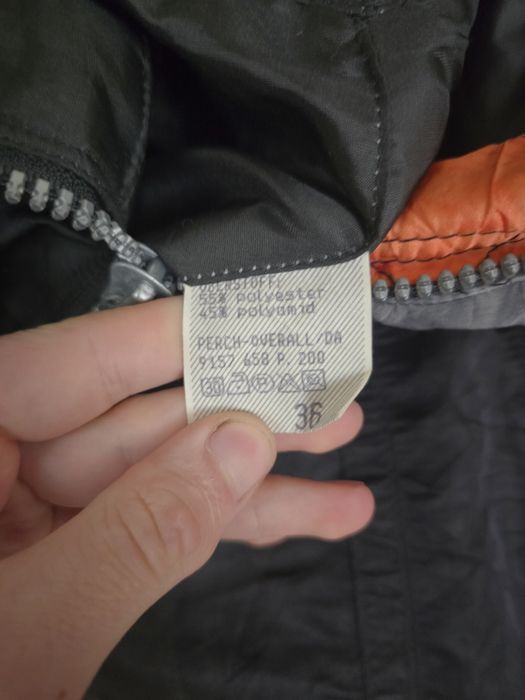 55% polyester
45% polyamid
PERCH-OVERALL/DA
9157 658 P. 200
36